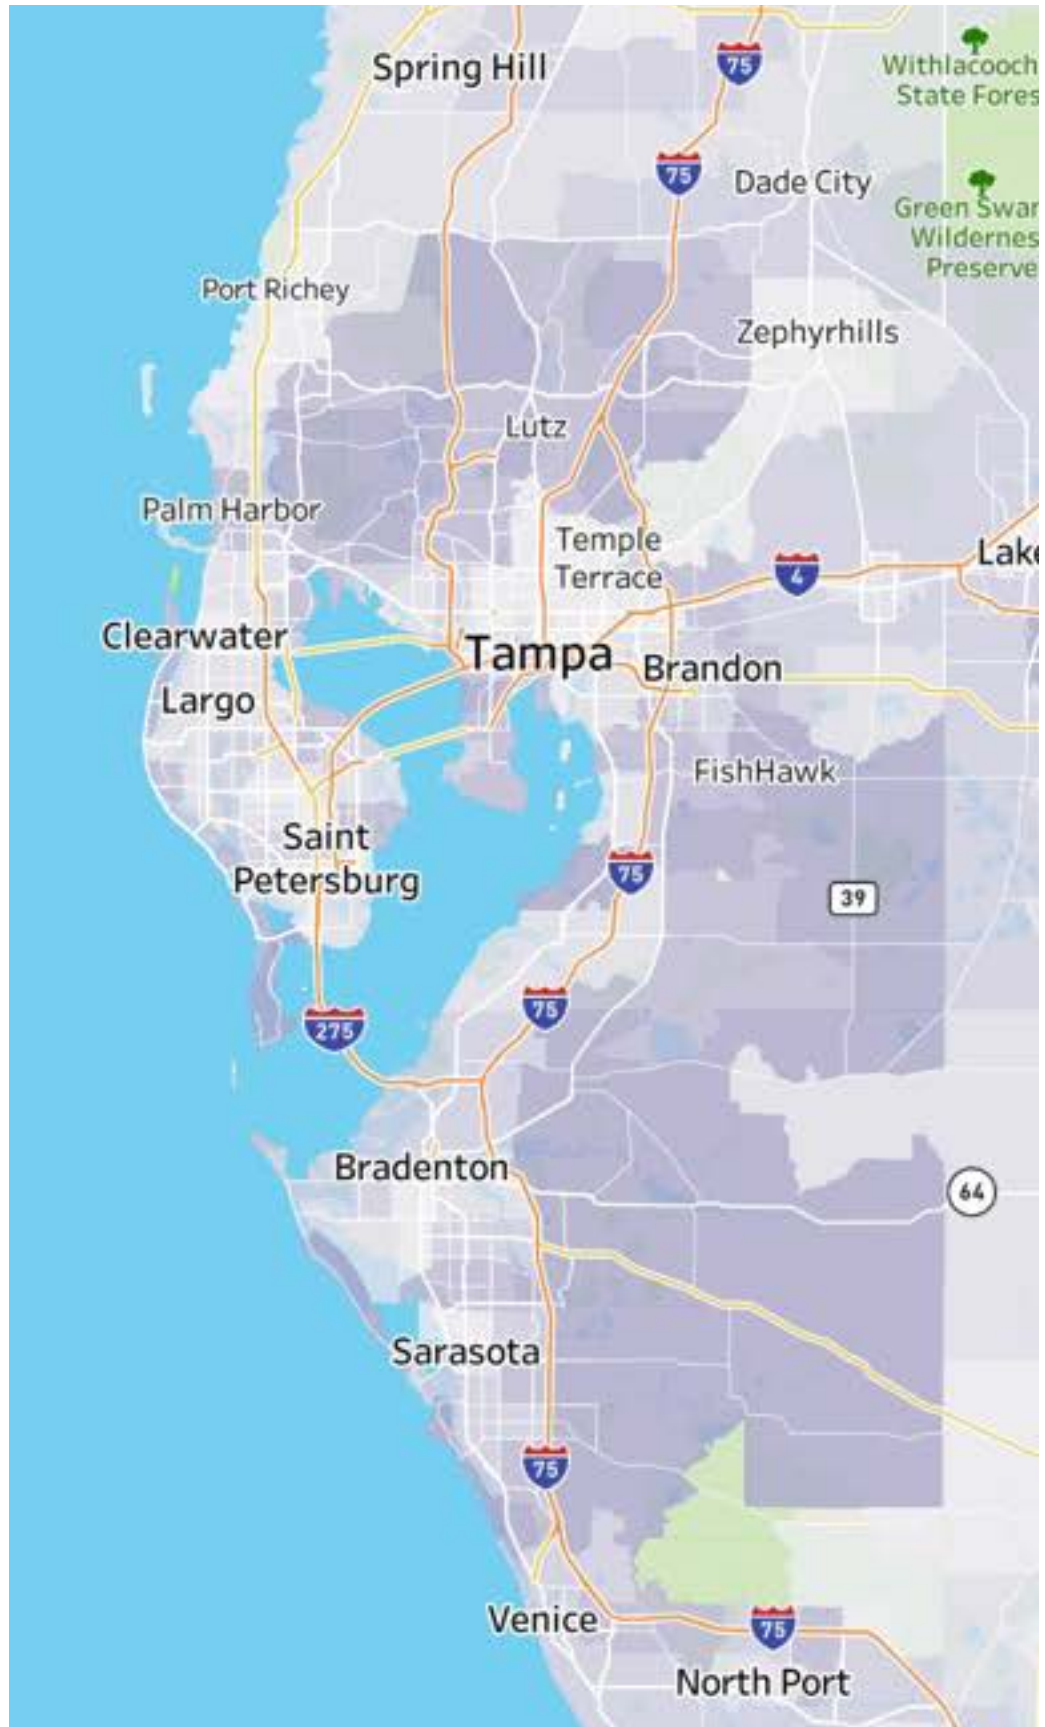 Spring Hill
75
Withlacooch
State Fores
75
Dade City
Green Swar
Wildernes
Preserve
Port Richey
Zephyrhills
Lutz
Palm Harbor
Temple
Terrace
4
Lake
Clearwater
Tampa
Brandon
Largo
FishHawk
Saint
Petersburg
75
39
75
275
Bradenton
64
Sarasota
75
Venice
75
North Port